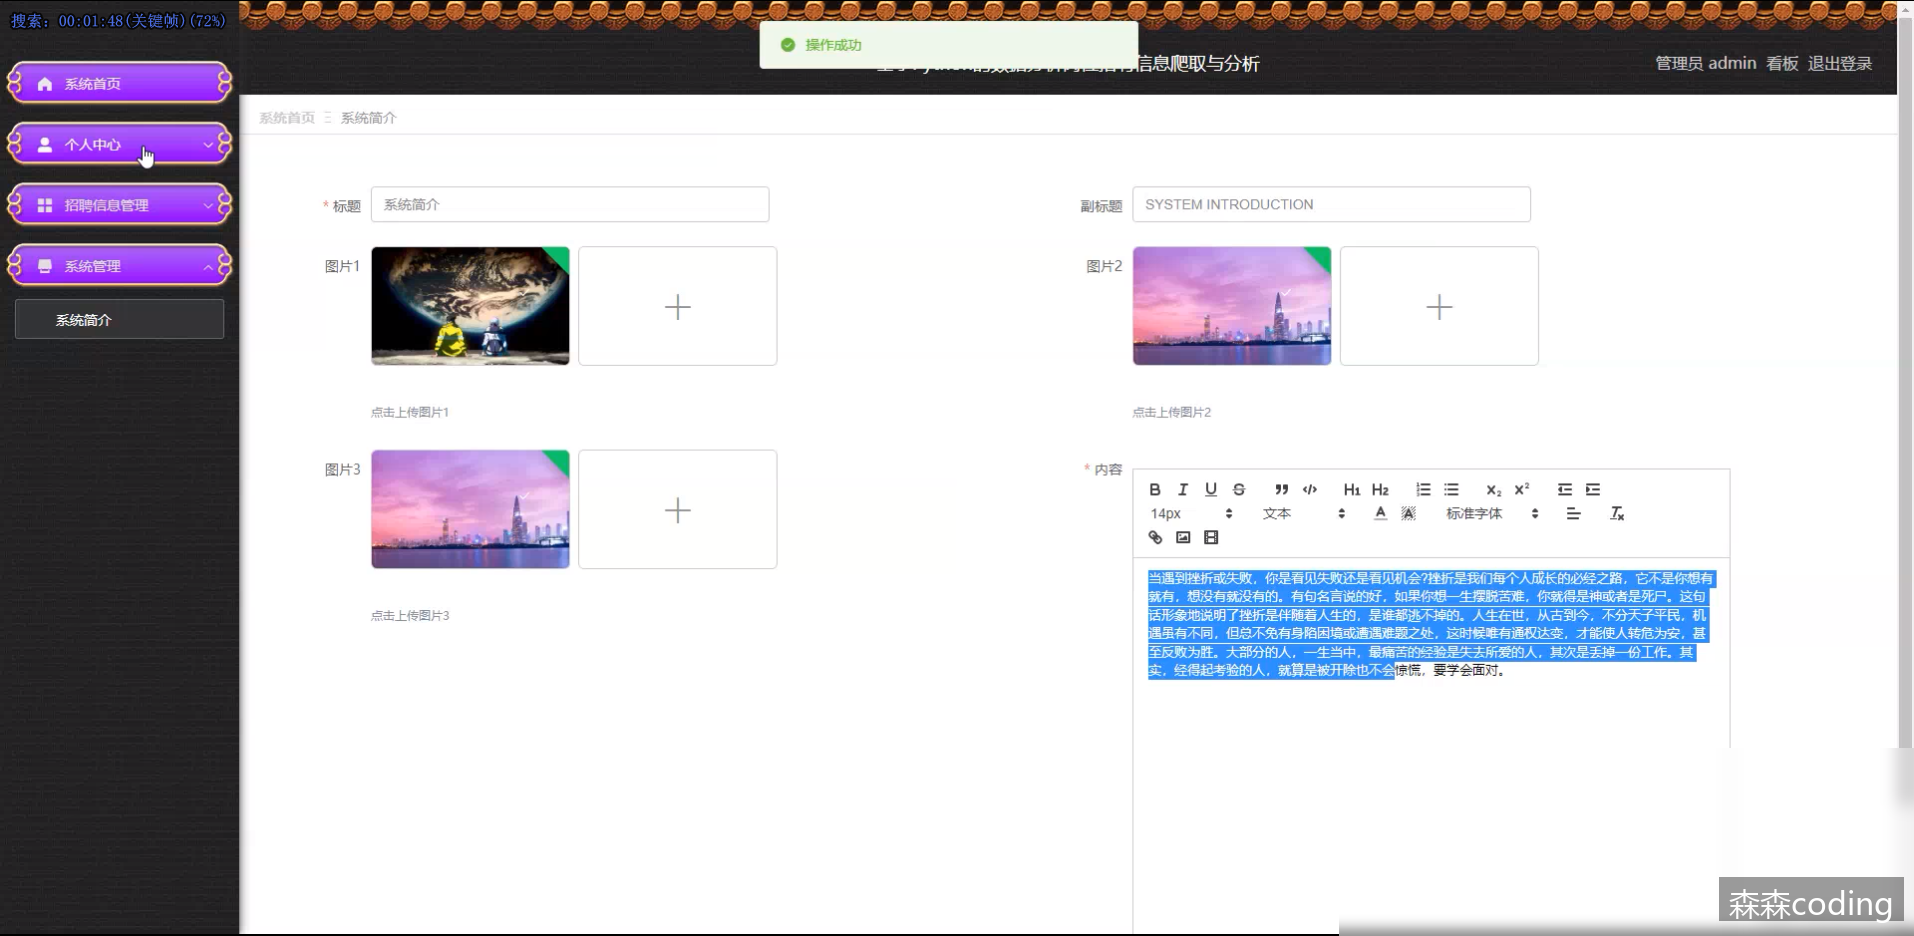 搜索: 00:01:48(关键帧)(72%)
操作成功
信息爬取与分析
管理员 admin 看板 退出登录
系统首页
个人中心
招聘信息管理
系统管理
系统简介
系统首页 系统简介
* 标题 系统简介
副标题 SYSTEM INTRODUCTION
图片1
图片2
点击上传图片1
点击上传图片2
图片3
点击上传图片3
* 内容
14px 文本 标准字体
当遇到挫折或失败，你是看见失败还是看见机会?挫折是我们每个人成长的必经之路，它不是你想有
就有，想没有就没有的。有句名言说的好，如果你想一生摆脱苦难，你就得是神或者是死尸。这句
话形象地说明了挫折是伴随着人生的，是谁都逃不掉的。人生在世，从古到今，不分天子平民，机
遇虽有不同，但总不免有身陷困境或遭遇难题之处，这时候唯有通权达变，才能使人转危为安，甚
至反败为胜。大部分的人，一生当中，最痛苦的经验是失去所爱的人，其次是丢掉一份工作。其
实，经得起考验的人，就算是被开除也不会惊慌，要学会面对。
森森coding